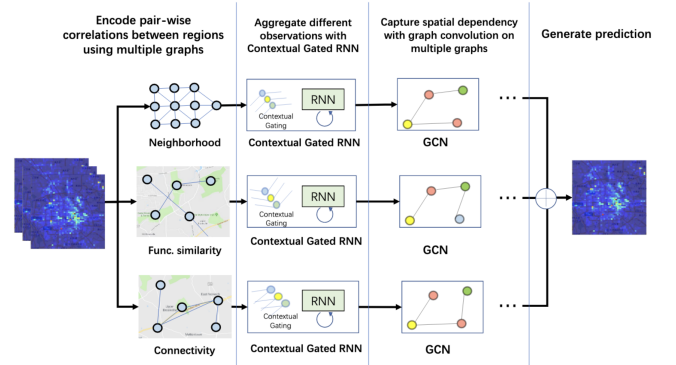 Encode pair-wise
correlations between regions
using multiple graphs
Aggregate different
observations with
Contextual Gated RNN
Capture spatial dependency
with graph convolution on
multiple graphs
Generate prediction
Neighborhood
RNN
Contextual
Gating
Contextual Gated RNN
GCN
...
Func. similarity
RNN
Contextual
Gating
Contextual Gated RNN
GCN
...
Connectivity
RNN
Contextual
Gating
Contextual Gated RNN
GCN
...